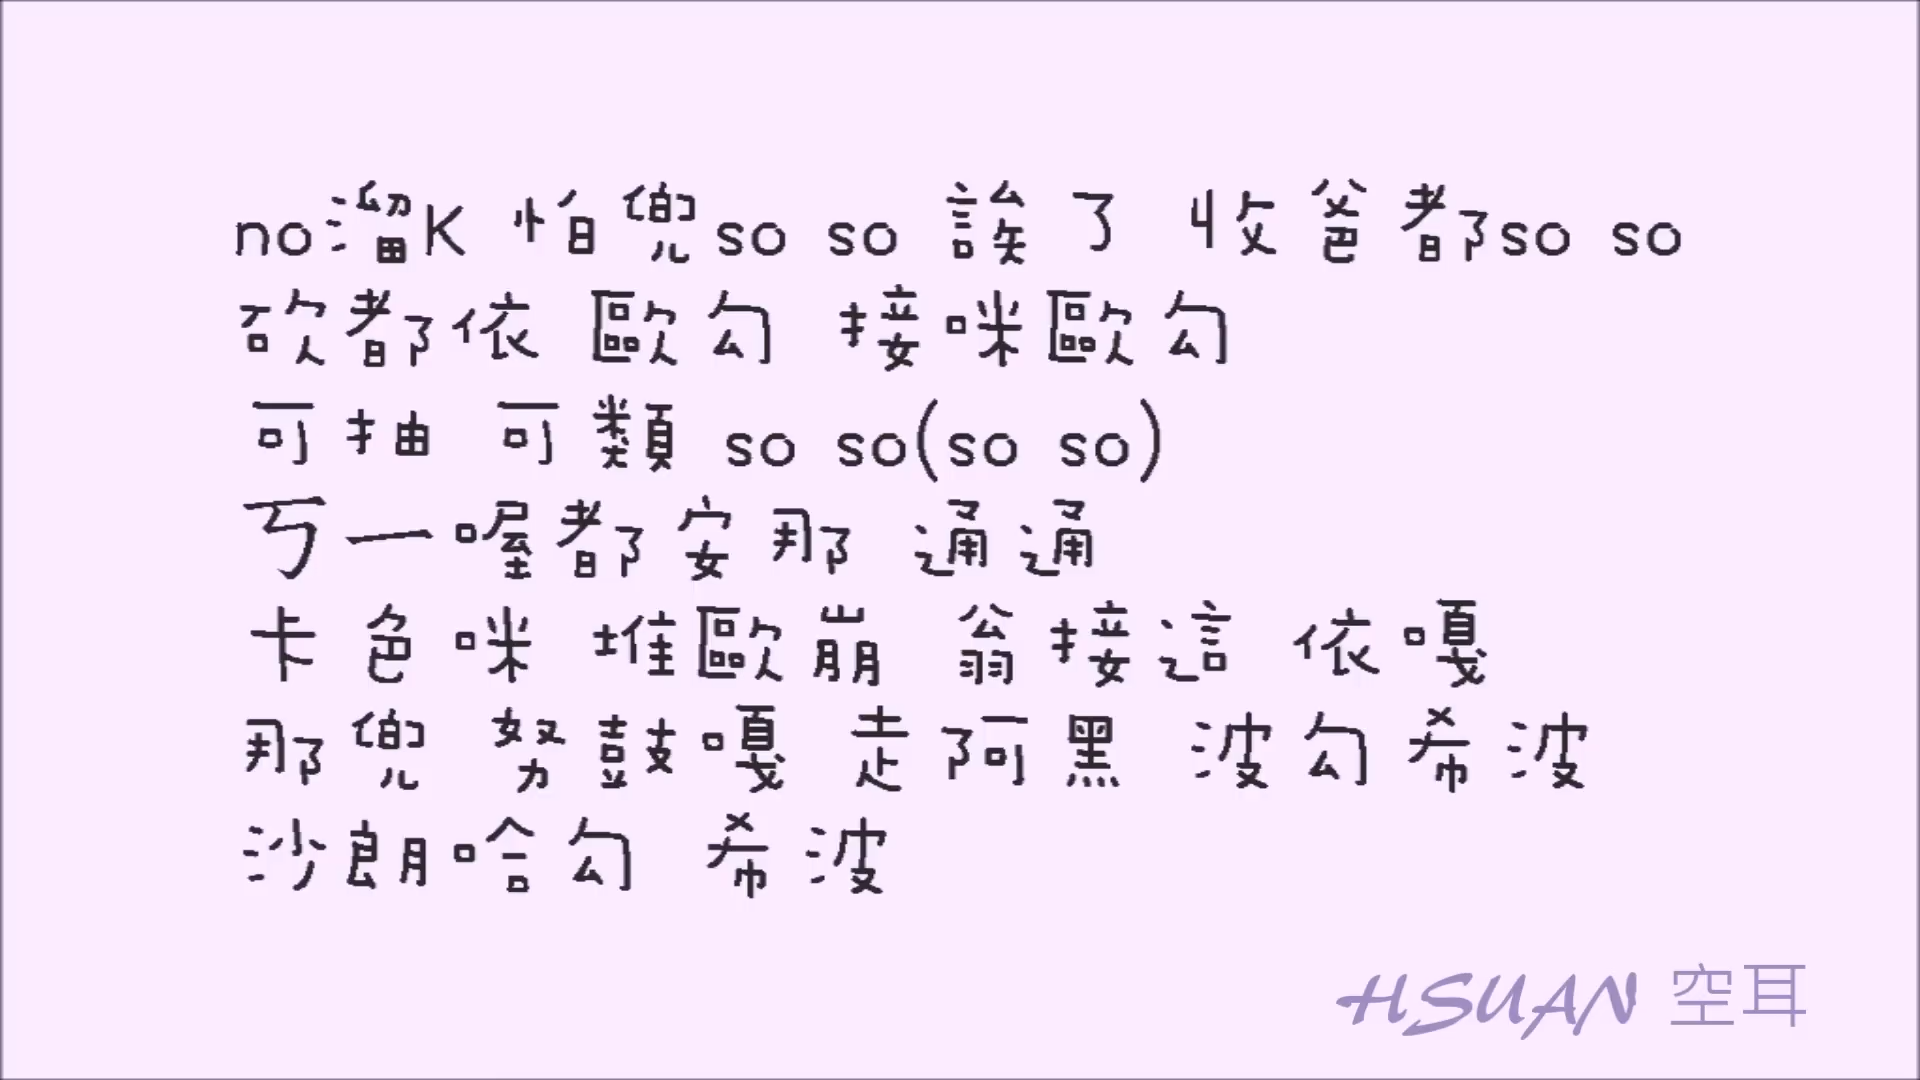 no溜K 怕兜so so 誒了 收爸都so so
砍都依 歐勾 接咪歐勾
可抽 可類 so so(so so)
ㄎ一喔都安那 通通
卡色咪 堆歐崩 翁接這 依嘎
那兜 努鼓嘎 走阿黑 波勾希波
沙朗哈勾 希波
HSUAN 空耳